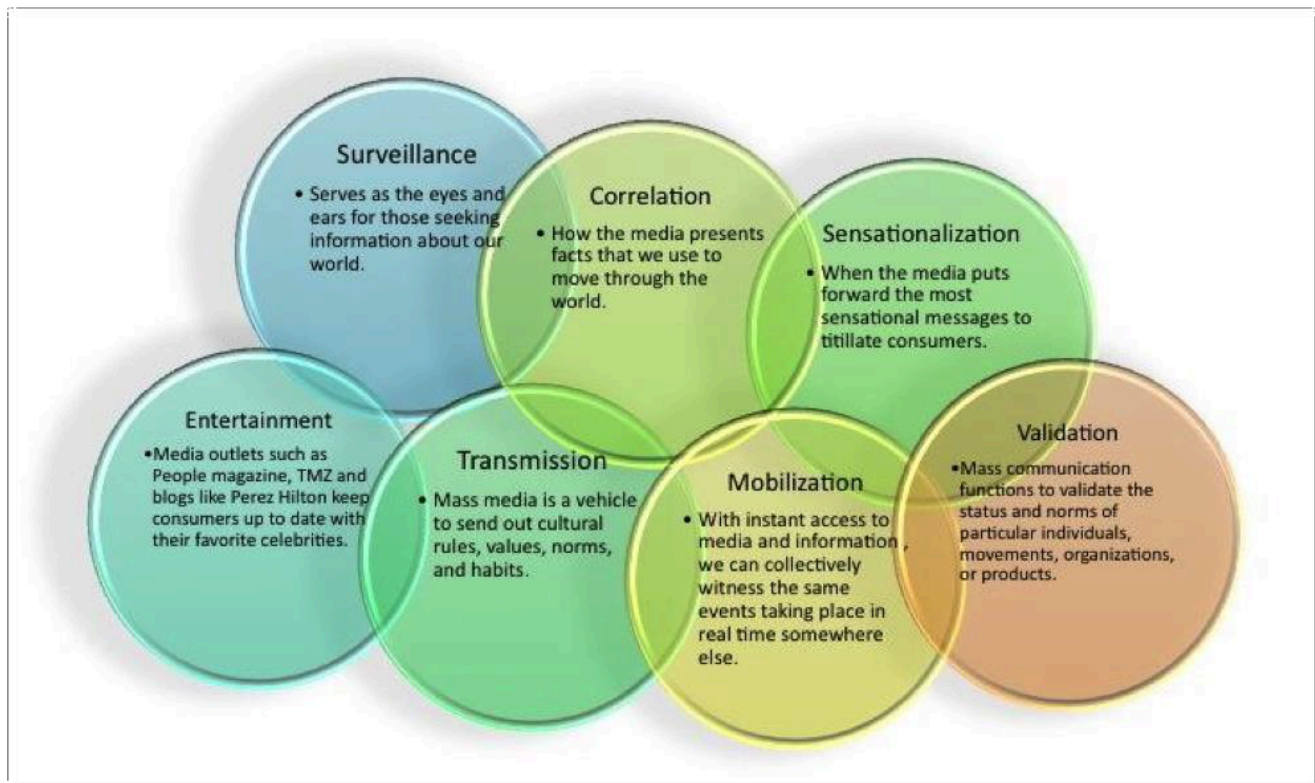 Surveillance
• Serves as the eyes and
ears for those seeking
information about our
world.
Correlation
• How the media presents
facts that we use to
move through the
world.
Sensationalization
• When the media puts
forward the most
sensational messages to
titillate consumers.
Entertainment
•Media outlets such as
People magazine, TMZ and
blogs like Perez Hilton keep
consumers up to date with
their favorite celebrities.
Transmission
• Mass media is a vehicle
to send out cultural
rules, values, norms,
and habits.
Mobilization
• With instant access to
media and information ,
we can collectively
witness the same
events taking place in
real time somewhere
else.
Validation
•Mass communication
functions to validate the
status and norms of
particular individuals,
movements, organizations,
or products.